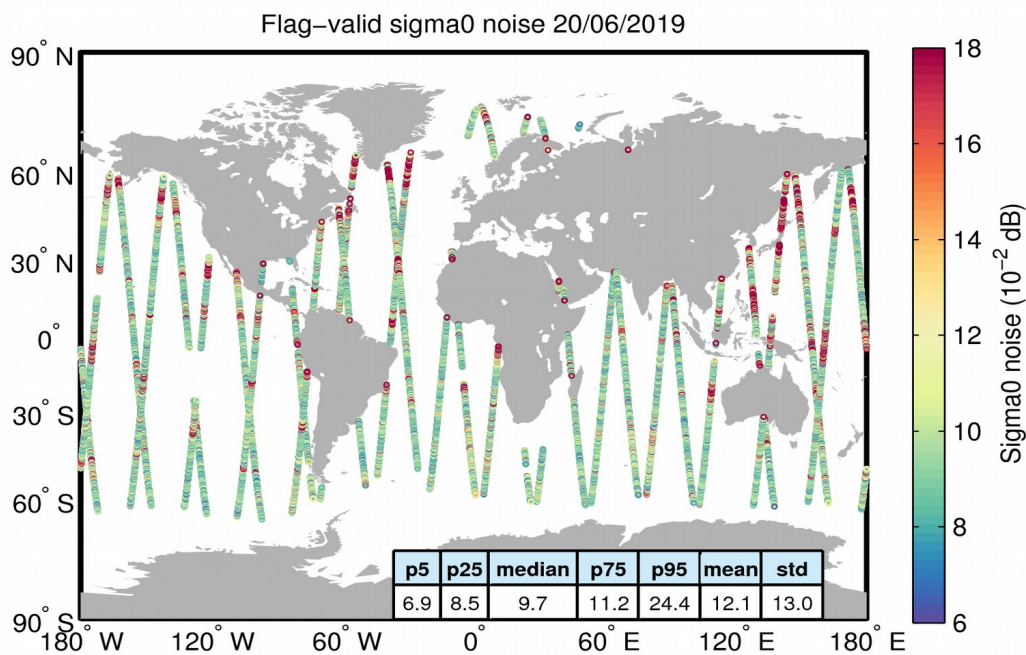 Flag−valid sigma0 noise 20/06/2019
90° N
60° N
30° N
0°
30° S
60° S
90° S
180° W 120° W 60° W 0° 60° E 120° E 180° E
p5 p25 median p75 p95 mean std
6.9 8.5 9.7 11.2 24.4 12.1 13.0
18
16
14
12
10
8
6
Sigma0 noise (10⁻² dB)